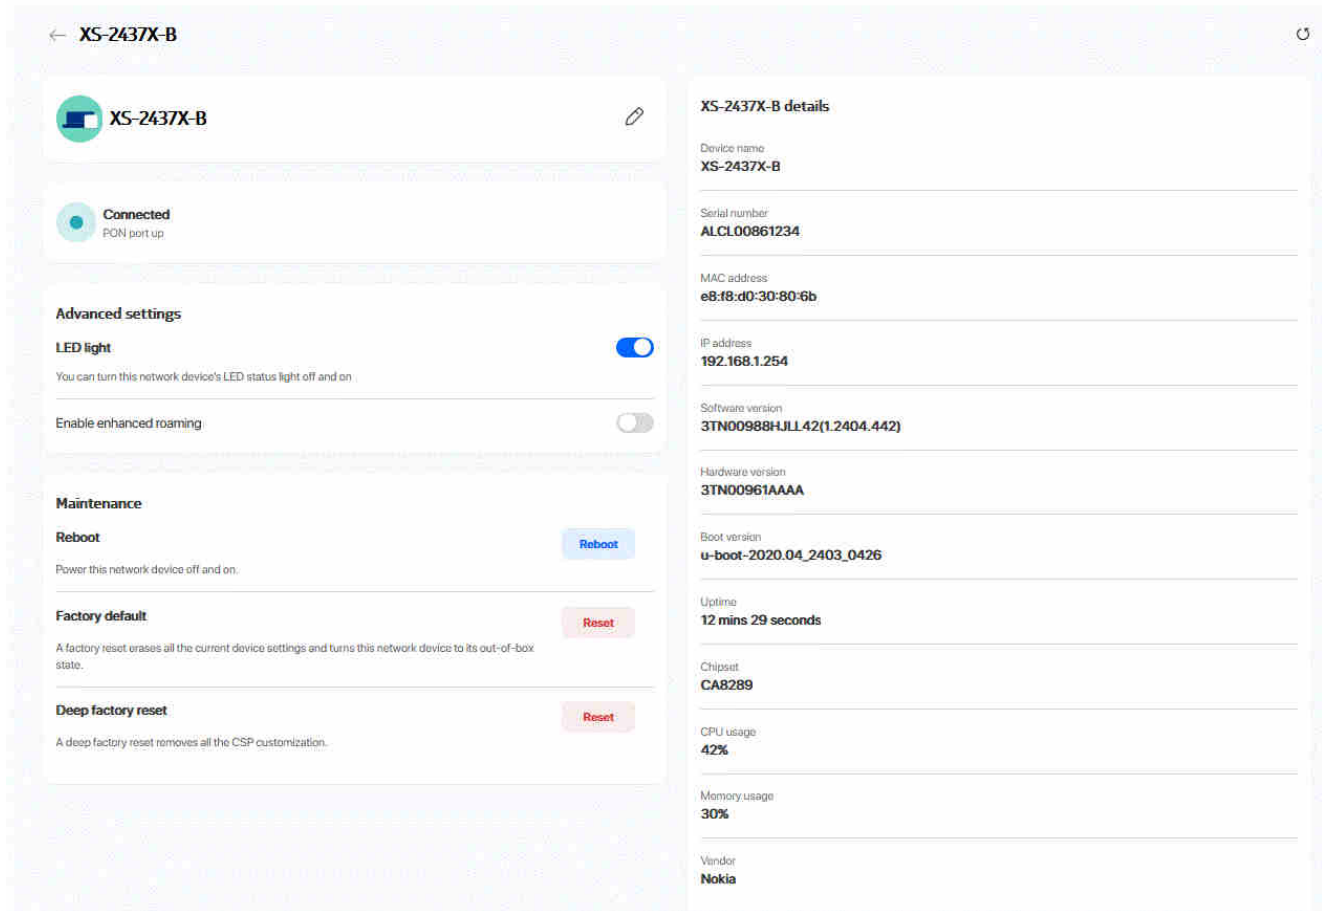 XS-2437X-B
XS-2437X-B
Connected
PON port up
Advanced settings
LED light
You can turn this network device's LED status light off and on
Enable enhanced roaming
Maintenance
Reboot
Reboot
Power this network device off and on.
Factory default
Reset
A factory reset erases all the current device settings and turns this network device to its out-of-box
state.
Deep factory reset
Reset
A deep factory reset removes all the CSP customization.
XS-2437X-B details
Device name
XS-2437X-B
Serial number
ALCL00861234
MAC address
e8:f8:d0:30:80:6b
IP address
192.168.1.254
Software version
3TN00988HJLL42(1.2404.442)
Hardware version
3TN00961AAAA
Boot version
u-boot-2020.04_2403_0426
Uptime
12 mins 29 seconds
Chipset
CA8289
CPU usage
42%
Memory usage
30%
Vendor
Nokia